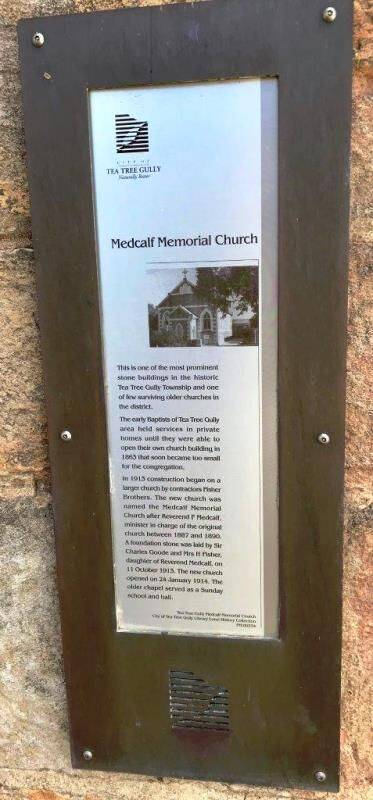 CITY OF
TEA TREE GULLY
Naturally Better
Medcalf Memorial Church
This is one of the most prominent
stone buildings in the historic
Tea Tree Gully Township and one
of few surviving older churches in
the district.
The early Baptists of Tea Tree Gully
area held services in private
homes until they were able to
open their own church building in
1863 that soon became too small
for the congregation.
In 1913 construction began on a
larger church by contractors Fisher
Brothers. The new church was
named the Medcalf Memorial
Church after Reverend F Medcalf,
minister in charge of the original
church between 1887 and 1890.
A foundation stone was laid by Sir
Charles Goode and Mrs H Fisher,
daughter of Reverend Medcalf, on
11 October 1913. The new church
opened on 24 January 1914. The
older chapel served as a Sunday
school and hall.
Tea Tree Gully Medcalf Memorial Church
City of Tea Tree Gully Library Local History Collection